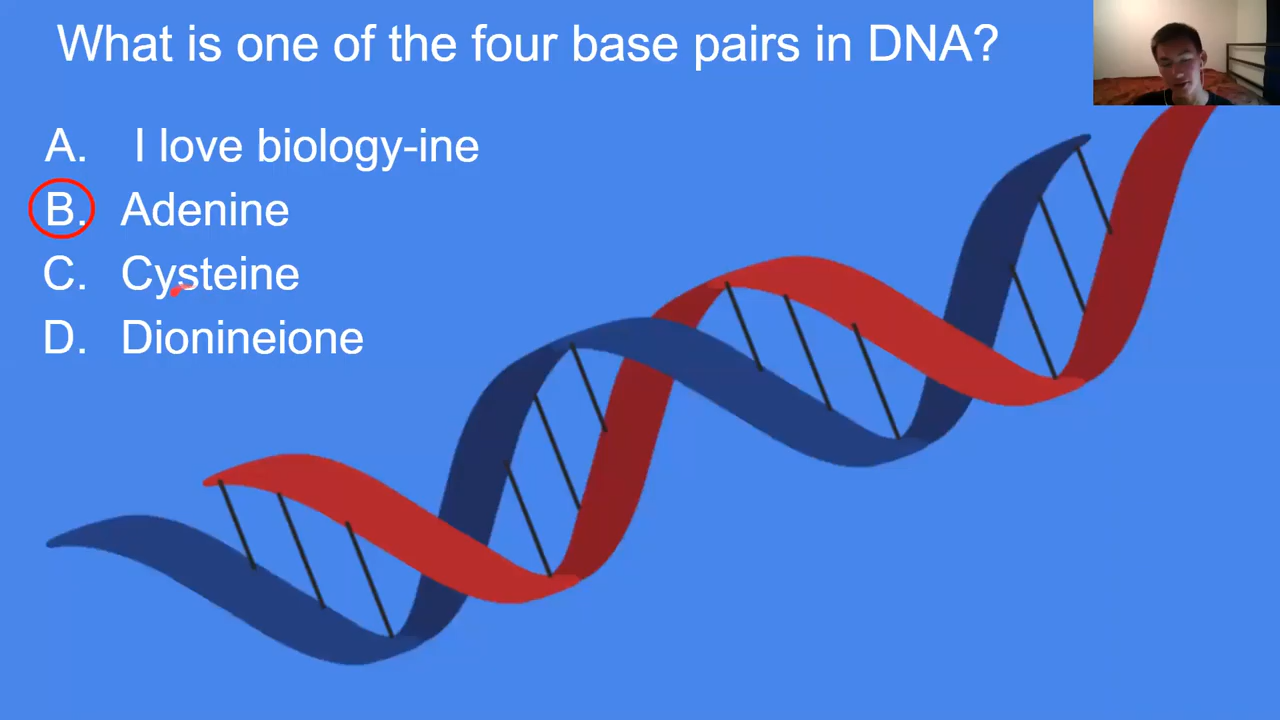 What is one of the four base pairs in DNA?
A. I love biology-ine
B. Adenine
C. Cysteine
D. Dionineione